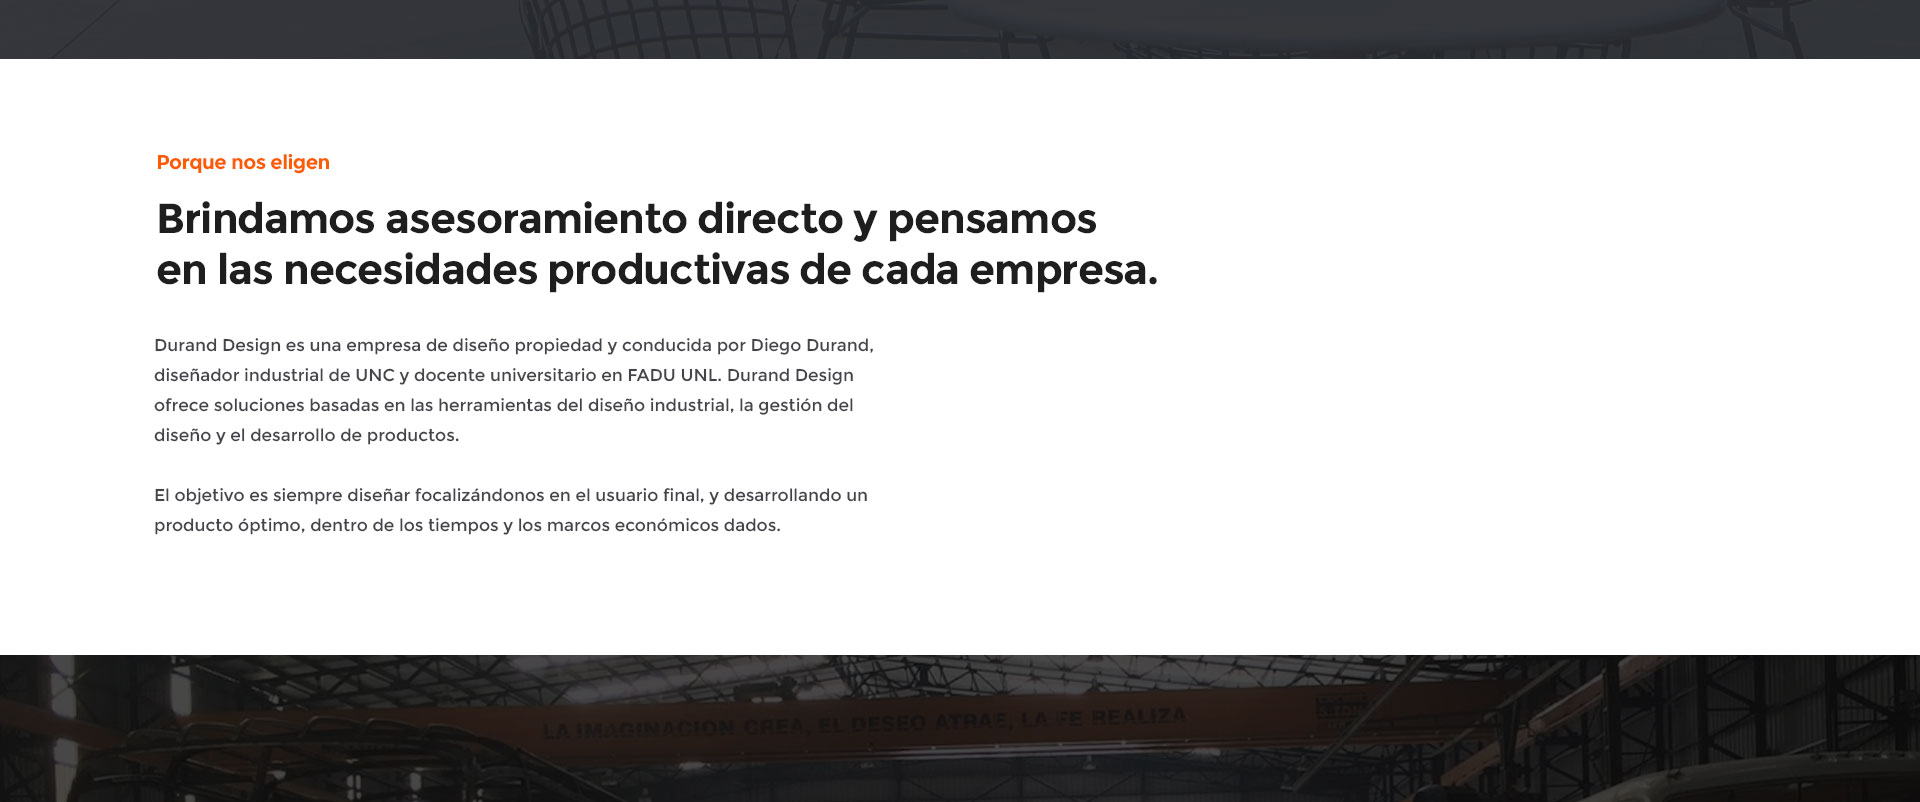 Porque nos eligen
Brindamos asesoramiento directo y pensamos
en las necesidades productivas de cada empresa.
Durand Design es una empresa de diseño propiedad y conducida por Diego Durand,
diseñador industrial de UNC y docente universitario en FADU UNL. Durand Design
ofrece soluciones basadas en las herramientas del diseño industrial, la gestión del
diseño y el desarrollo de productos.
El objetivo es siempre diseñar focalizándonos en el usuario final, y desarrollando un
producto óptimo, dentro de los tiempos y los marcos económicos dados.
LA IMAGINACION CREA, EL DESEO ATRAE, LA FE REALIZA